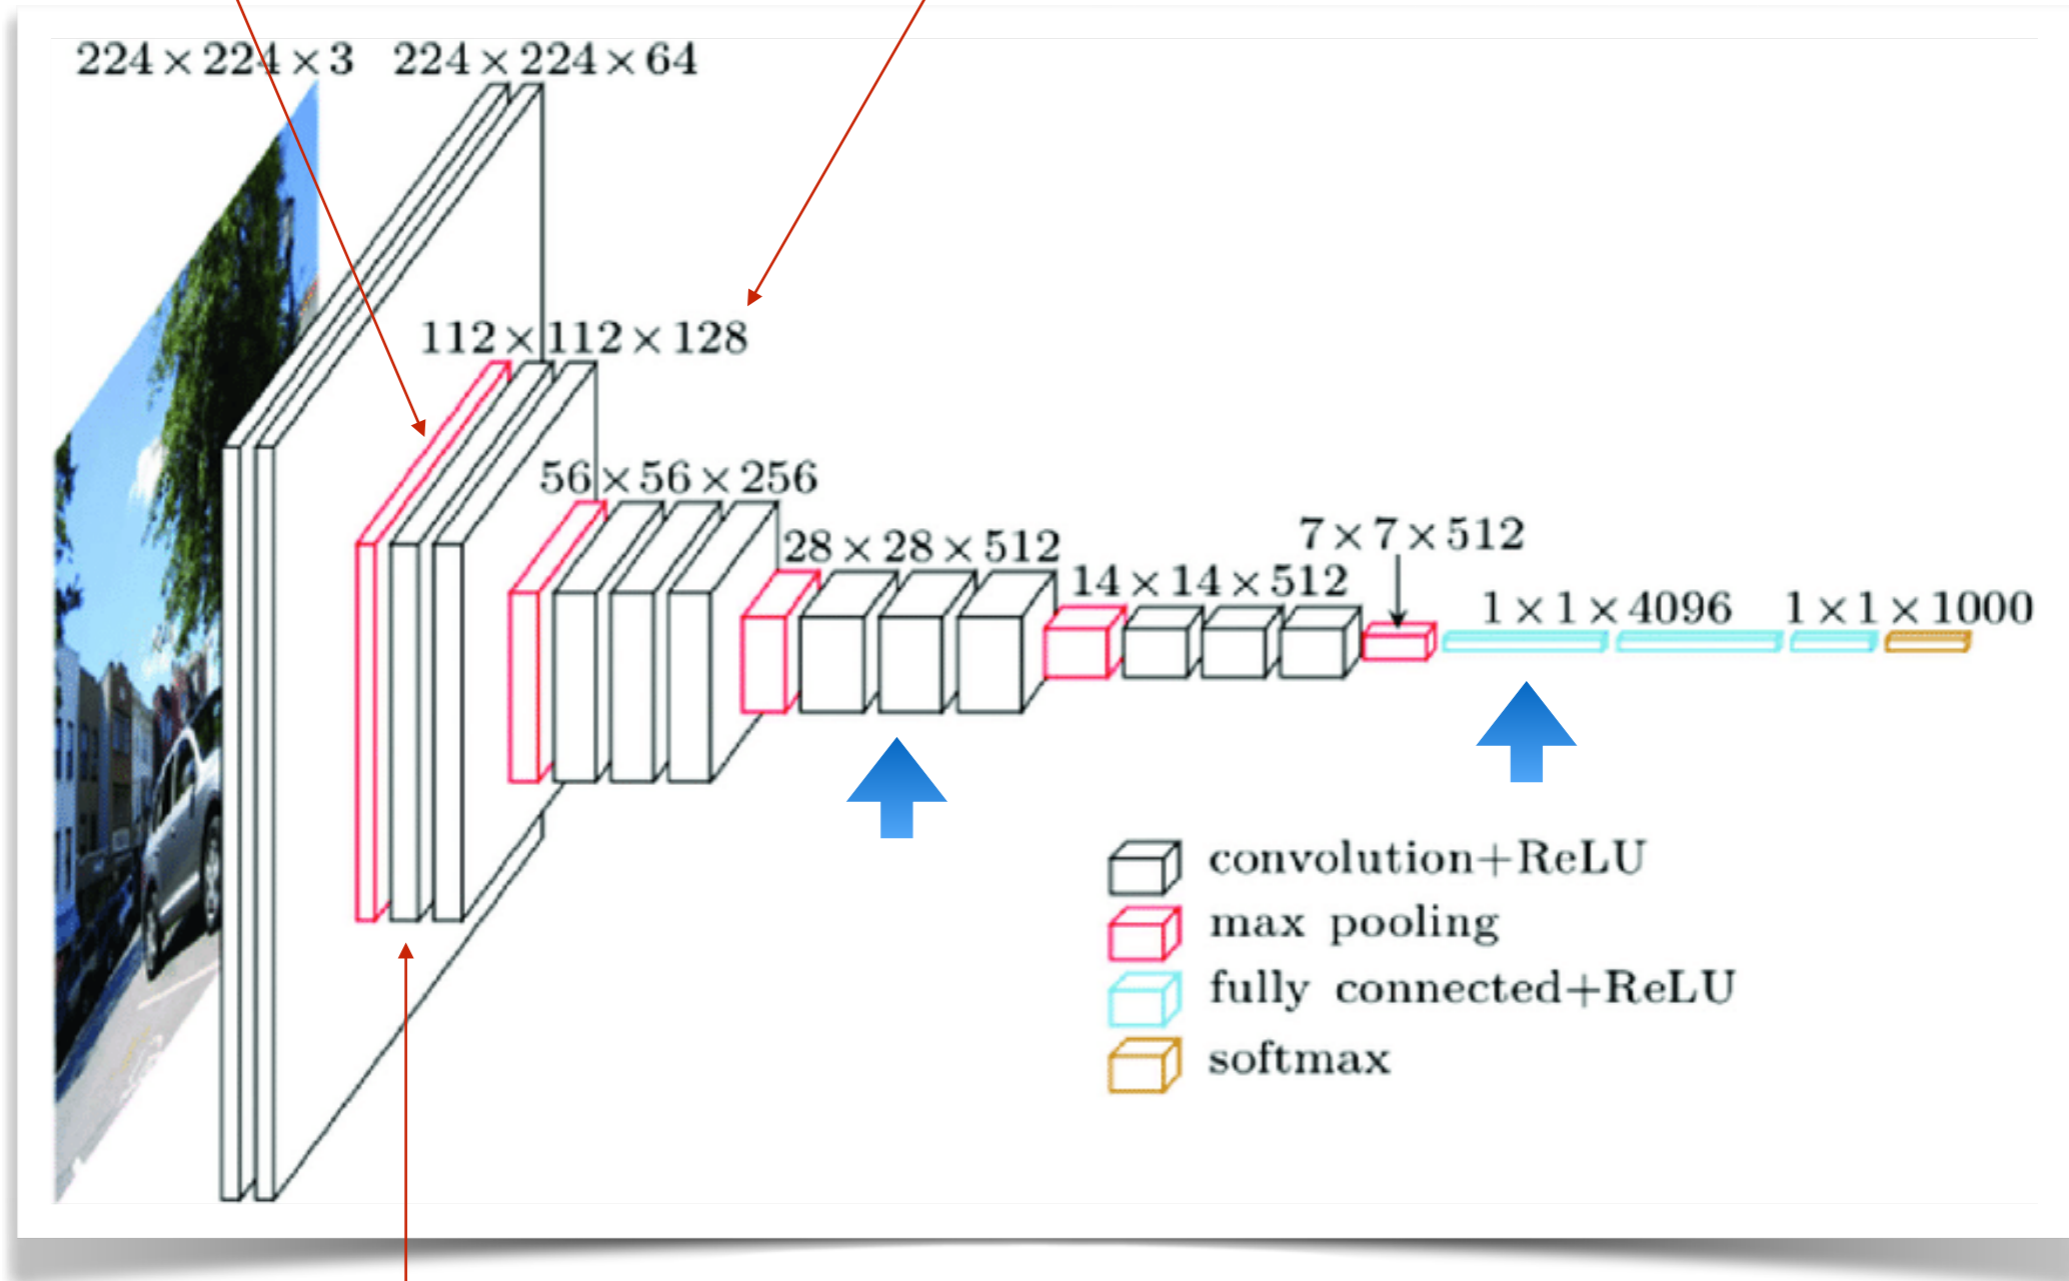 224×224×3
224×224×64
112×112×128
56×56×256
28×28×512
14×14×512
7×7×512
1×1×4096
1×1×1000
convolution+ReLU
max pooling
fully connected+ReLU
softmax